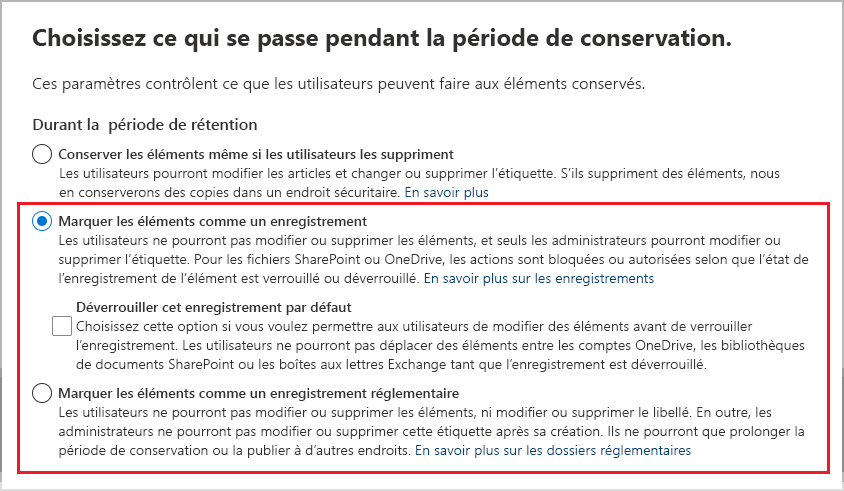 Choisissez ce qui se passe pendant la période de conservation.
Ces paramètres contrôlent ce que les utilisateurs peuvent faire aux éléments conservés.
Durant la période de rétention
Conserver les éléments même si les utilisateurs les suppriment
Les utilisateurs pourront modifier les articles et changer ou supprimer l’étiquette. S’ils suppriment des éléments, nous
en conserverons des copies dans un endroit sécuritaire. En savoir plus
Marquer les éléments comme un enregistrement
Les utilisateurs ne pourront pas modifier ou supprimer les éléments, et seuls les administrateurs pourront modifier ou
supprimer l’étiquette. Pour les fichiers SharePoint ou OneDrive, les actions sont bloquées ou autorisées selon que l’état de
l’enregistrement de l’élément est verrouillé ou déverrouillé. En savoir plus sur les enregistrements
Déverrouiller cet enregistrement par défaut
Choisissez cette option si vous voulez permettre aux utilisateurs de modifier des éléments avant de verrouiller
l’enregistrement. Les utilisateurs ne pourront pas déplacer des éléments entre les comptes OneDrive, les bibliothèques
de documents SharePoint ou les boîtes aux lettres Exchange tant que l’enregistrement est déverrouillé.
Marquer les éléments comme un enregistrement réglementaire
Les utilisateurs ne pourront pas modifier ou supprimer les éléments, ni modifier ou supprimer le libellé. En outre, les
administrateurs ne pourront pas modifier ou supprimer cette étiquette après sa création. Ils ne pourront que prolonger la
période de conservation ou la publier à d’autres endroits. En savoir plus sur les dossiers réglementaires